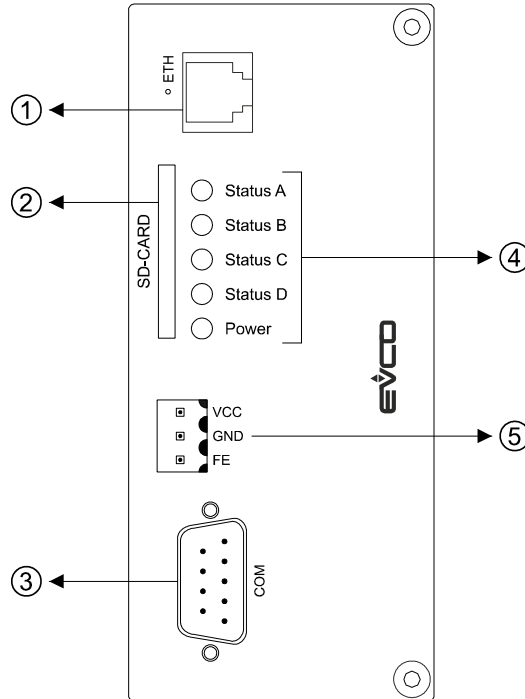 ETH
1
2
SD-CARD
Status A
Status B
Status C
Status D
Power
4
EVCO
VCC
GND
FE
5
3
COM